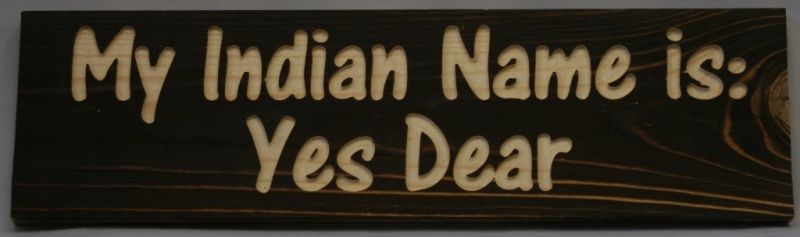 My Indian Name is:
Yes Dear